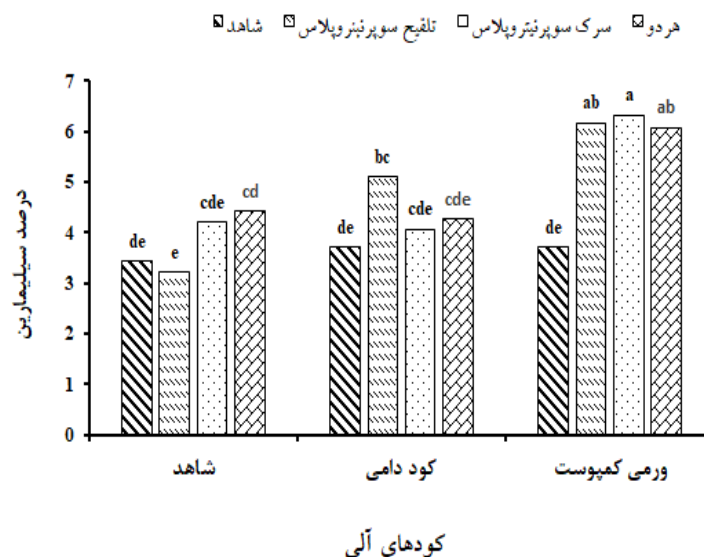 شاهد تلفیح سوپرنیتروپلاس سرک سوپرنیتروپلاس هردو
درصد سیلیمارین
7
6
5
4
3
2
1
0
de e cde cd
de bc cde cde
de ab a ab
شاهد کود دامی ورمی کمپوست
کودهای آلی